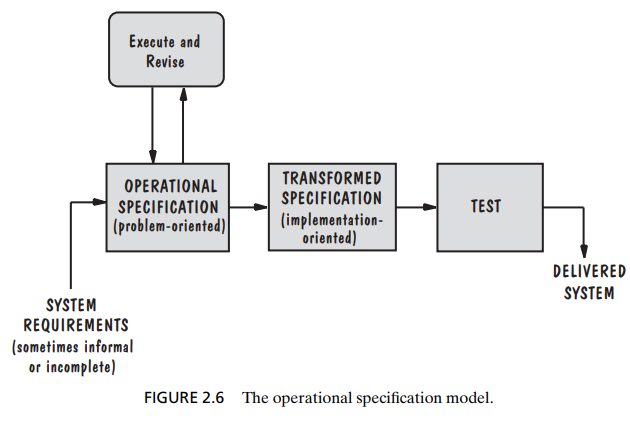 Execute and
Revise
OPERATIONAL
SPECIFICATION
(problem-oriented)
TRANSFORMED
SPECIFICATION
(implementation-
oriented)
TEST
DELIVERED
SYSTEM
SYSTEM
REQUIREMENTS
(sometimes informal
or incomplete)
FIGURE 2.6 The operational specification model.